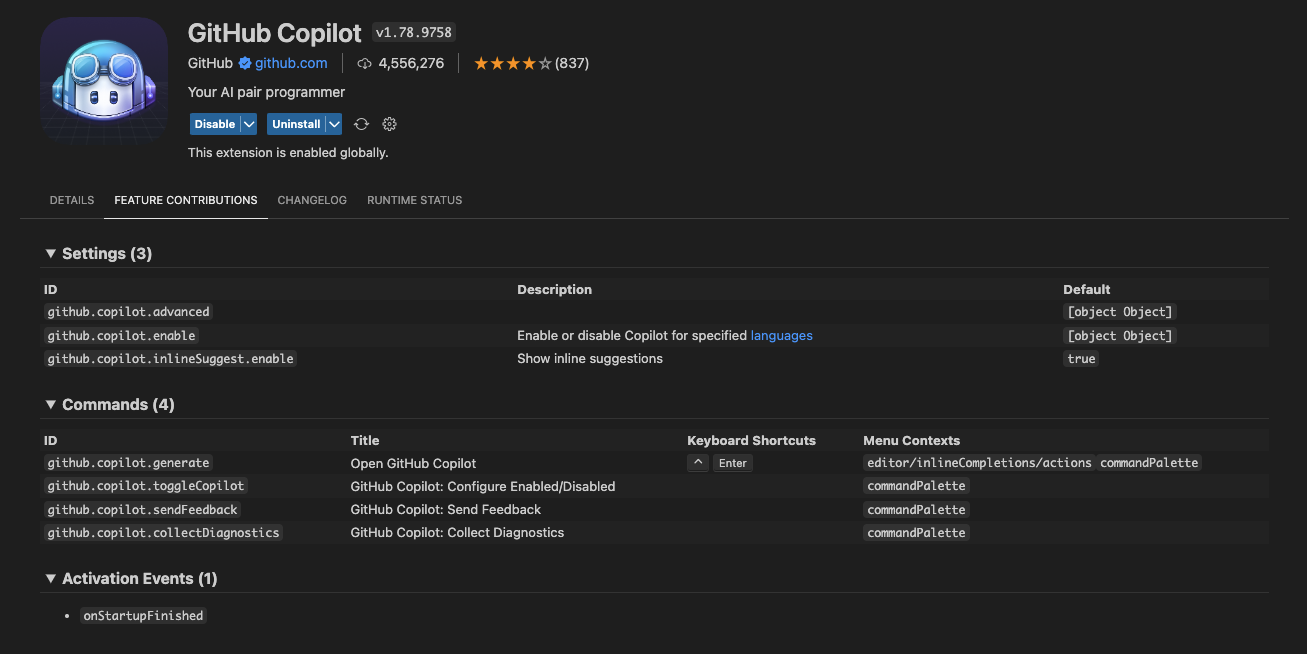 GitHub Copilot v1.78.9758
GitHub github.com 4,556,276 (837)
Your AI pair programmer
Disable Uninstall
This extension is enabled globally.
DETAILS FEATURE CONTRIBUTIONS CHANGELOG RUNTIME STATUS
Settings (3)
ID Description Default
github.copilot.advanced [object Object]
github.copilot.enable Enable or disable Copilot for specified languages [object Object]
github.copilot.inlineSuggest.enable Show inline suggestions true
Commands (4)
ID Title Keyboard Shortcuts Menu Contexts
github.copilot.generate Open GitHub Copilot ⌃ Enter editor/inlineCompletions/actions commandPalette
github.copilot.toggleCopilot GitHub Copilot: Configure Enabled/Disabled commandPalette
github.copilot.sendFeedback GitHub Copilot: Send Feedback commandPalette
github.copilot.collectDiagnostics GitHub Copilot: Collect Diagnostics commandPalette
Activation Events (1)
• onStartupFinished